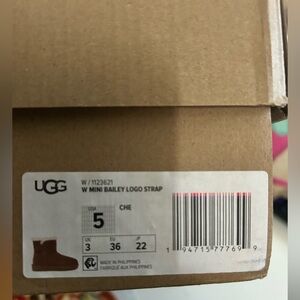 UGG
W / 1123621
W MINI BAILEY LOGO STRAP
USA
5
CHE
UK EU JP
3 36 22
MADE IN PHILIPPINES
FABRIQUÉ AUX PHILIPPINES
1 94715 77769 9